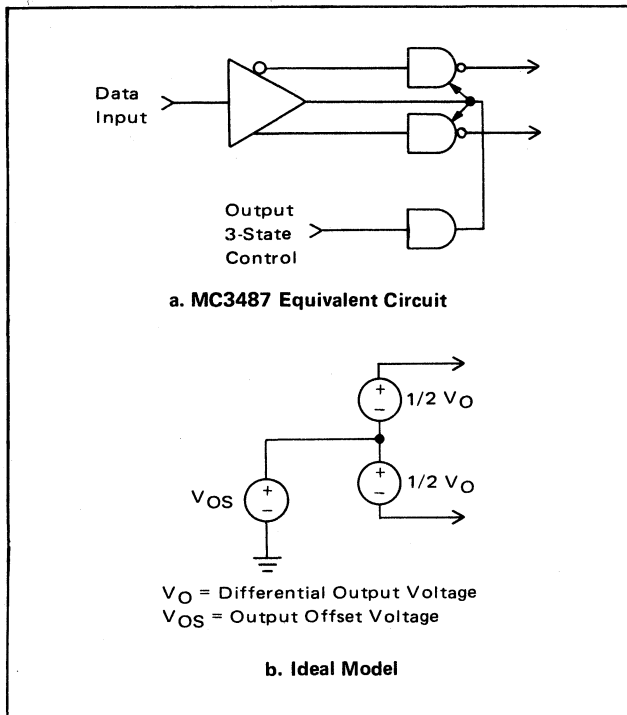 Data
Input
Output
3-State
Control
a. MC3487 Equivalent Circuit
+
−
1/2 VO
+
−
1/2 VO
VOS
+
−
VO = Differential Output Voltage
VOS = Output Offset Voltage
b. Ideal Model